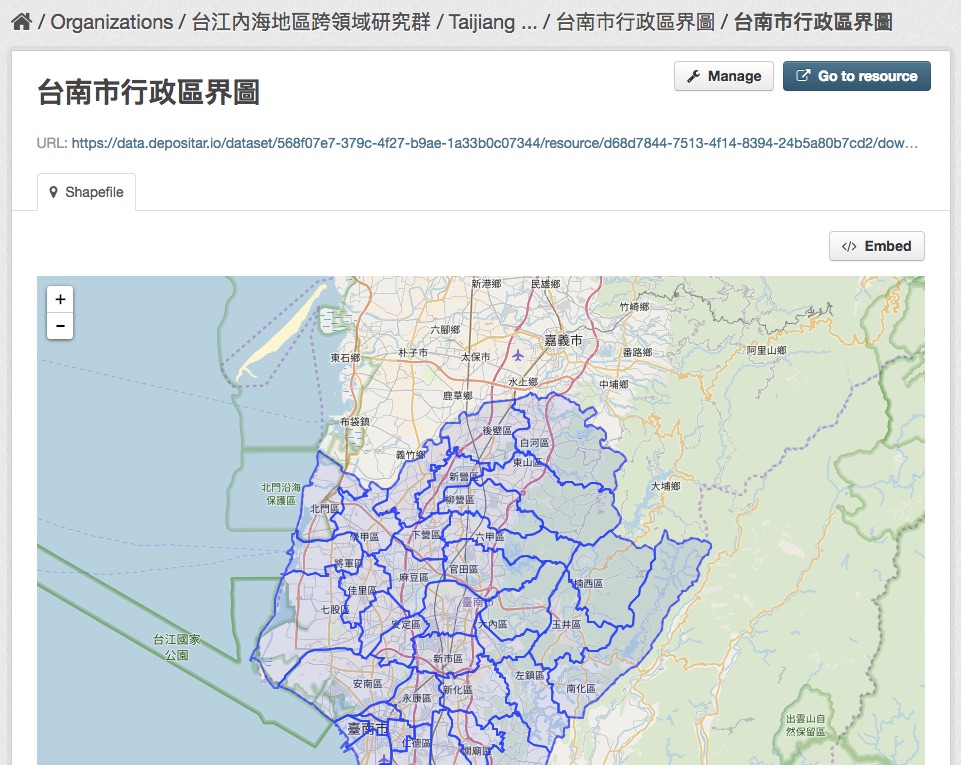 / Organizations / 台江內海地區跨領域研究群 / Taijiang ... / 台南市行政區界圖 / 台南市行政區界圖
台南市行政區界圖
Manage
Go to resource
URL: https://data.depositar.io/dataset/568f07e7-379c-4f27-b9ae-1a33b0c07344/resource/d68d7844-7513-4f14-8394-24b5a80b7cd2/dow…
Shapefile
</> Embed
+
-
新港鄉
民雄鄉
竹崎鄉
六腳鄉
嘉義市
東石鄉
朴子市
太保市
番路鄉
阿里山鄉
水上鄉
中埔鄉
鹿草鄉
布袋鎮
後壁區
白河區
義竹鄉
東山區
新營區
大埔鄉
北門沿海
保護區
柳營區
北門區
學甲區
下營區
六甲區
將軍區
官田區
麻豆區
楠西區
佳里區
臺南市
七股區
安定區
大內區
玉井區
台江國家
公園
新市區
左鎮區
安南區
新化區
南化區
永康區
出雲山自
然保留區
臺南市
仁德區
關廟區